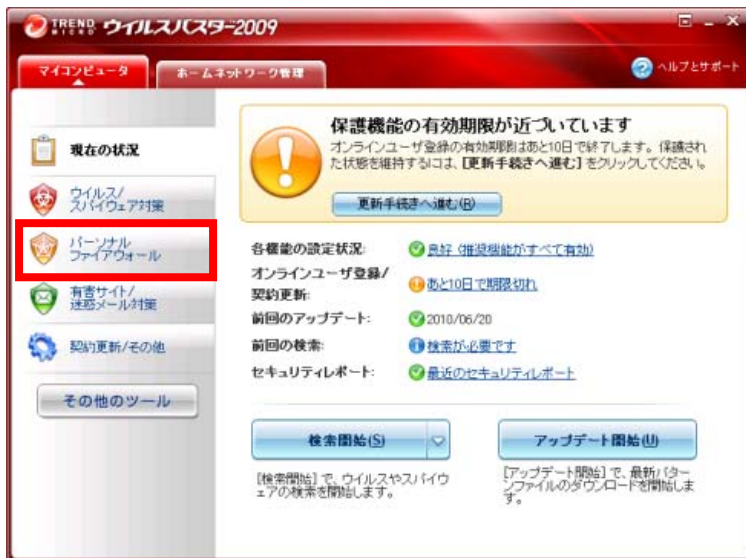 TREND MICRO ウイルスバスター2009
マイコンピュータ
ホームネットワーク管理
ヘルプとサポート
現在の状況
ウイルス/
スパイウェア対策
パーソナル
ファイアウォール
有害サイト/
迷惑メール対策
契約更新/その他
その他のツール
保護機能の有効期限が近づいています
オンラインユーザ登録の有効期限はあと10日で終了します。保護され
た状態を維持するには、[更新手続きへ進む] をクリックしてください。
更新手続きへ進む(R)
各機能の設定状況: 良好 (推奨機能がすべて有効)
オンラインユーザ登録/
契約更新: あと10日で期限切れ
前回のアップデート: 2010/06/20
前回の検索: 検索が必要です
セキュリティレポート: 最近のセキュリティレポート
検索開始(S)
アップデート開始(U)
[検索開始] で、ウイルスやスパイウ
ェアの検索を開始します。
[アップデート開始] で、最新パター
ンファイルのダウンロードを開始しま
す。